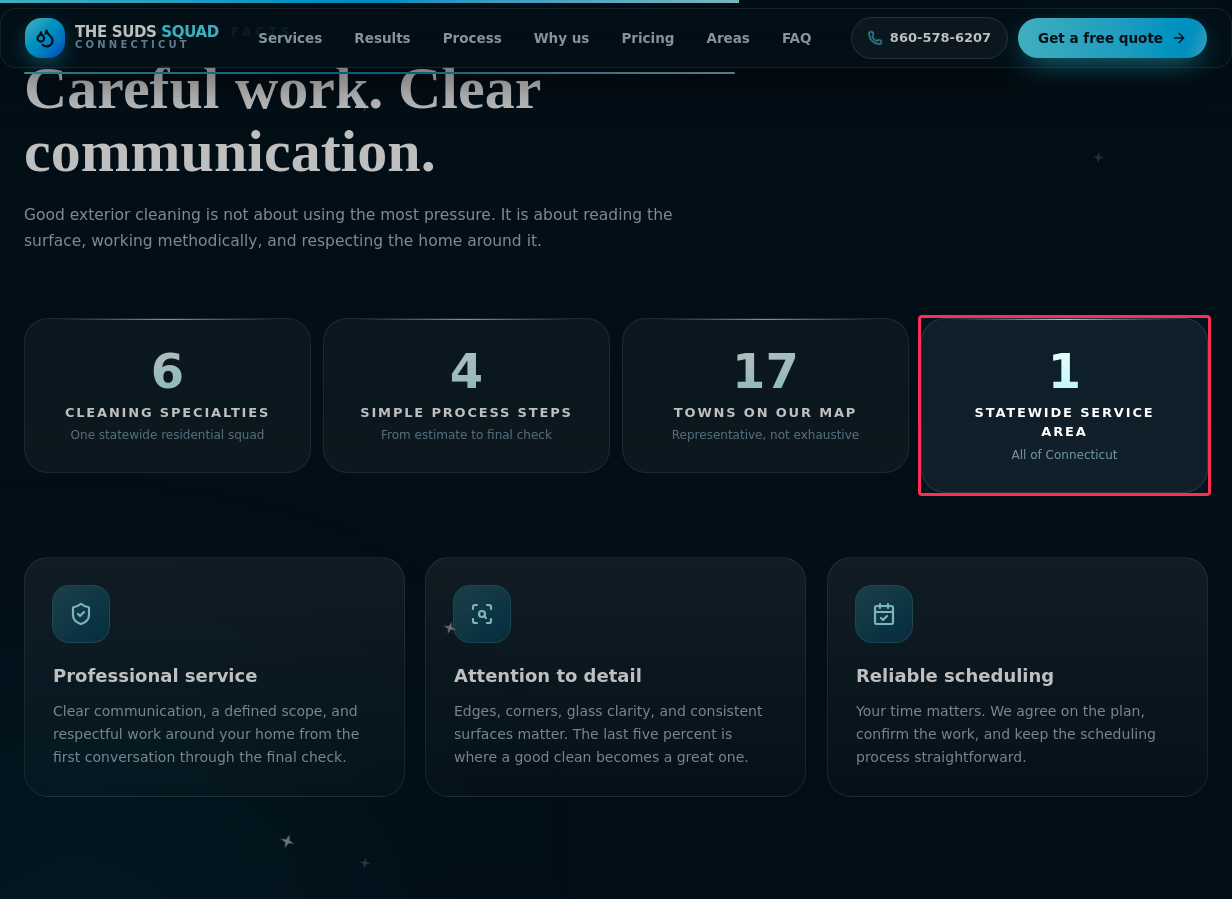 THE SUDS SQUAD
CONNECTICUT
FACTS
Services
Results
Process
Why us
Pricing
Areas
FAQ
860-578-6207
Get a free quote
Careful work. Clear
communication.
Good exterior cleaning is not about using the most pressure. It is about reading the
surface, working methodically, and respecting the home around it.
6
CLEANING SPECIALTIES
One statewide residential squad
4
SIMPLE PROCESS STEPS
From estimate to final check
17
TOWNS ON OUR MAP
Representative, not exhaustive
1
STATEWIDE SERVICE
AREA
All of Connecticut
Professional service
Clear communication, a defined scope, and
respectful work around your home from the
first conversation through the final check.
Attention to detail
Edges, corners, glass clarity, and consistent
surfaces matter. The last five percent is
where a good clean becomes a great one.
Reliable scheduling
Your time matters. We agree on the plan,
confirm the work, and keep the scheduling
process straightforward.